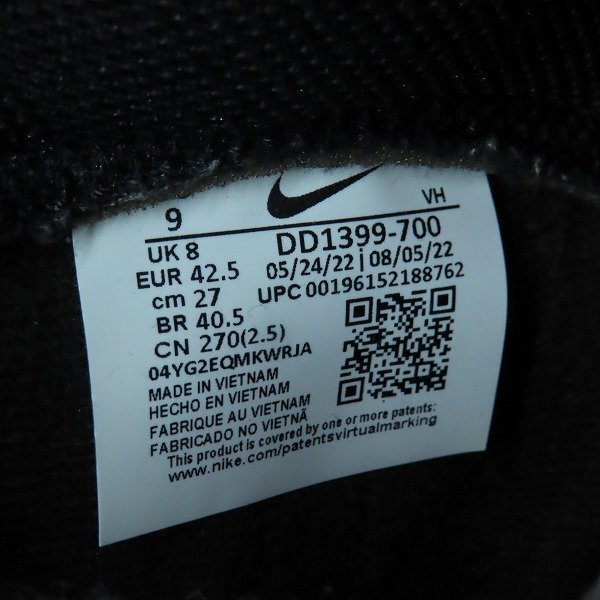 9 VH
UK 8 DD1399-700
EUR 42.5 05/24/22 | 08/05/22
cm 27 UPC 00196152188762
BR 40.5
CN 270(2.5)
04YG2EQMKWRJA
MADE IN VIETNAM
HECHO EN VIETNAM
FABRIQUE AU VIETNAM
FABRICADO NO VIETNÃ
This product is covered by one or more patents:
www.nike.com/patentsvirtualmarking